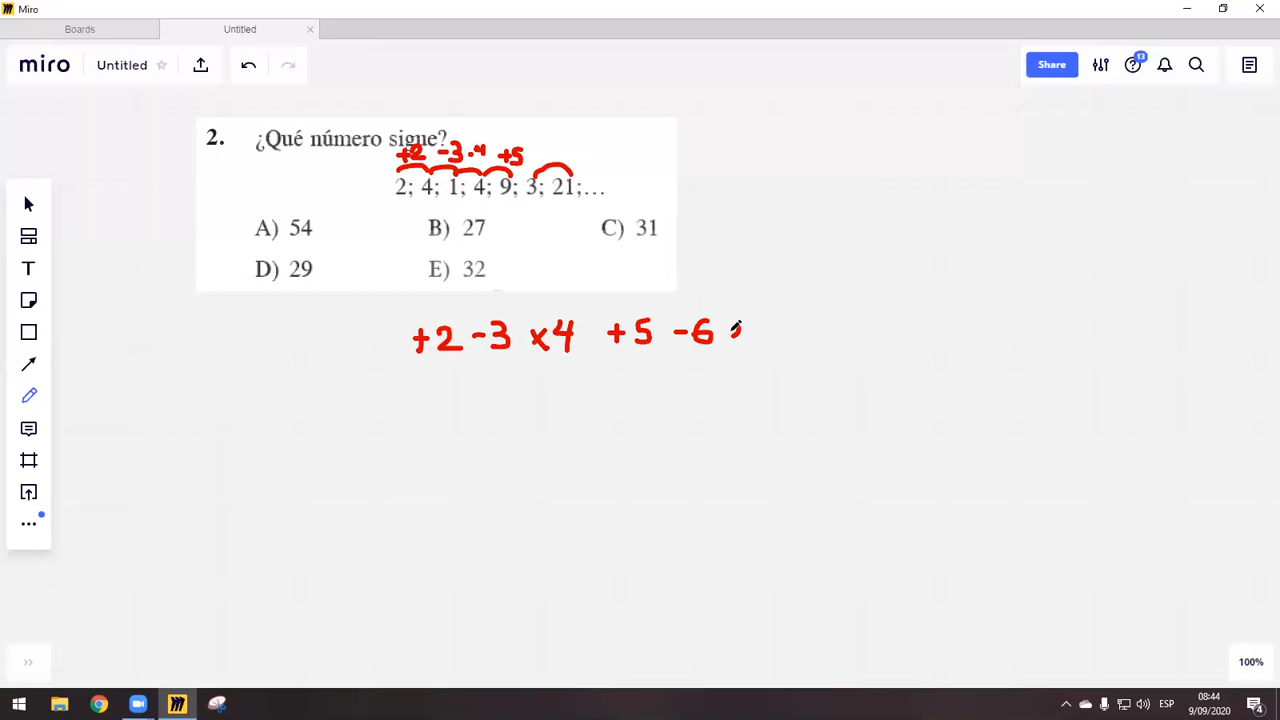 Miro
Boards
Untitled
miro
Untitled
Share
13
2. ¿Qué número sigue?
+2 -3 ·4 +5
2; 4; 1; 4; 9; 3; 21;...
A) 54 B) 27 C) 31
D) 29 E) 32
+2 -3 x4 +5 -6
100%
08:44
ESP
9/09/2020
4